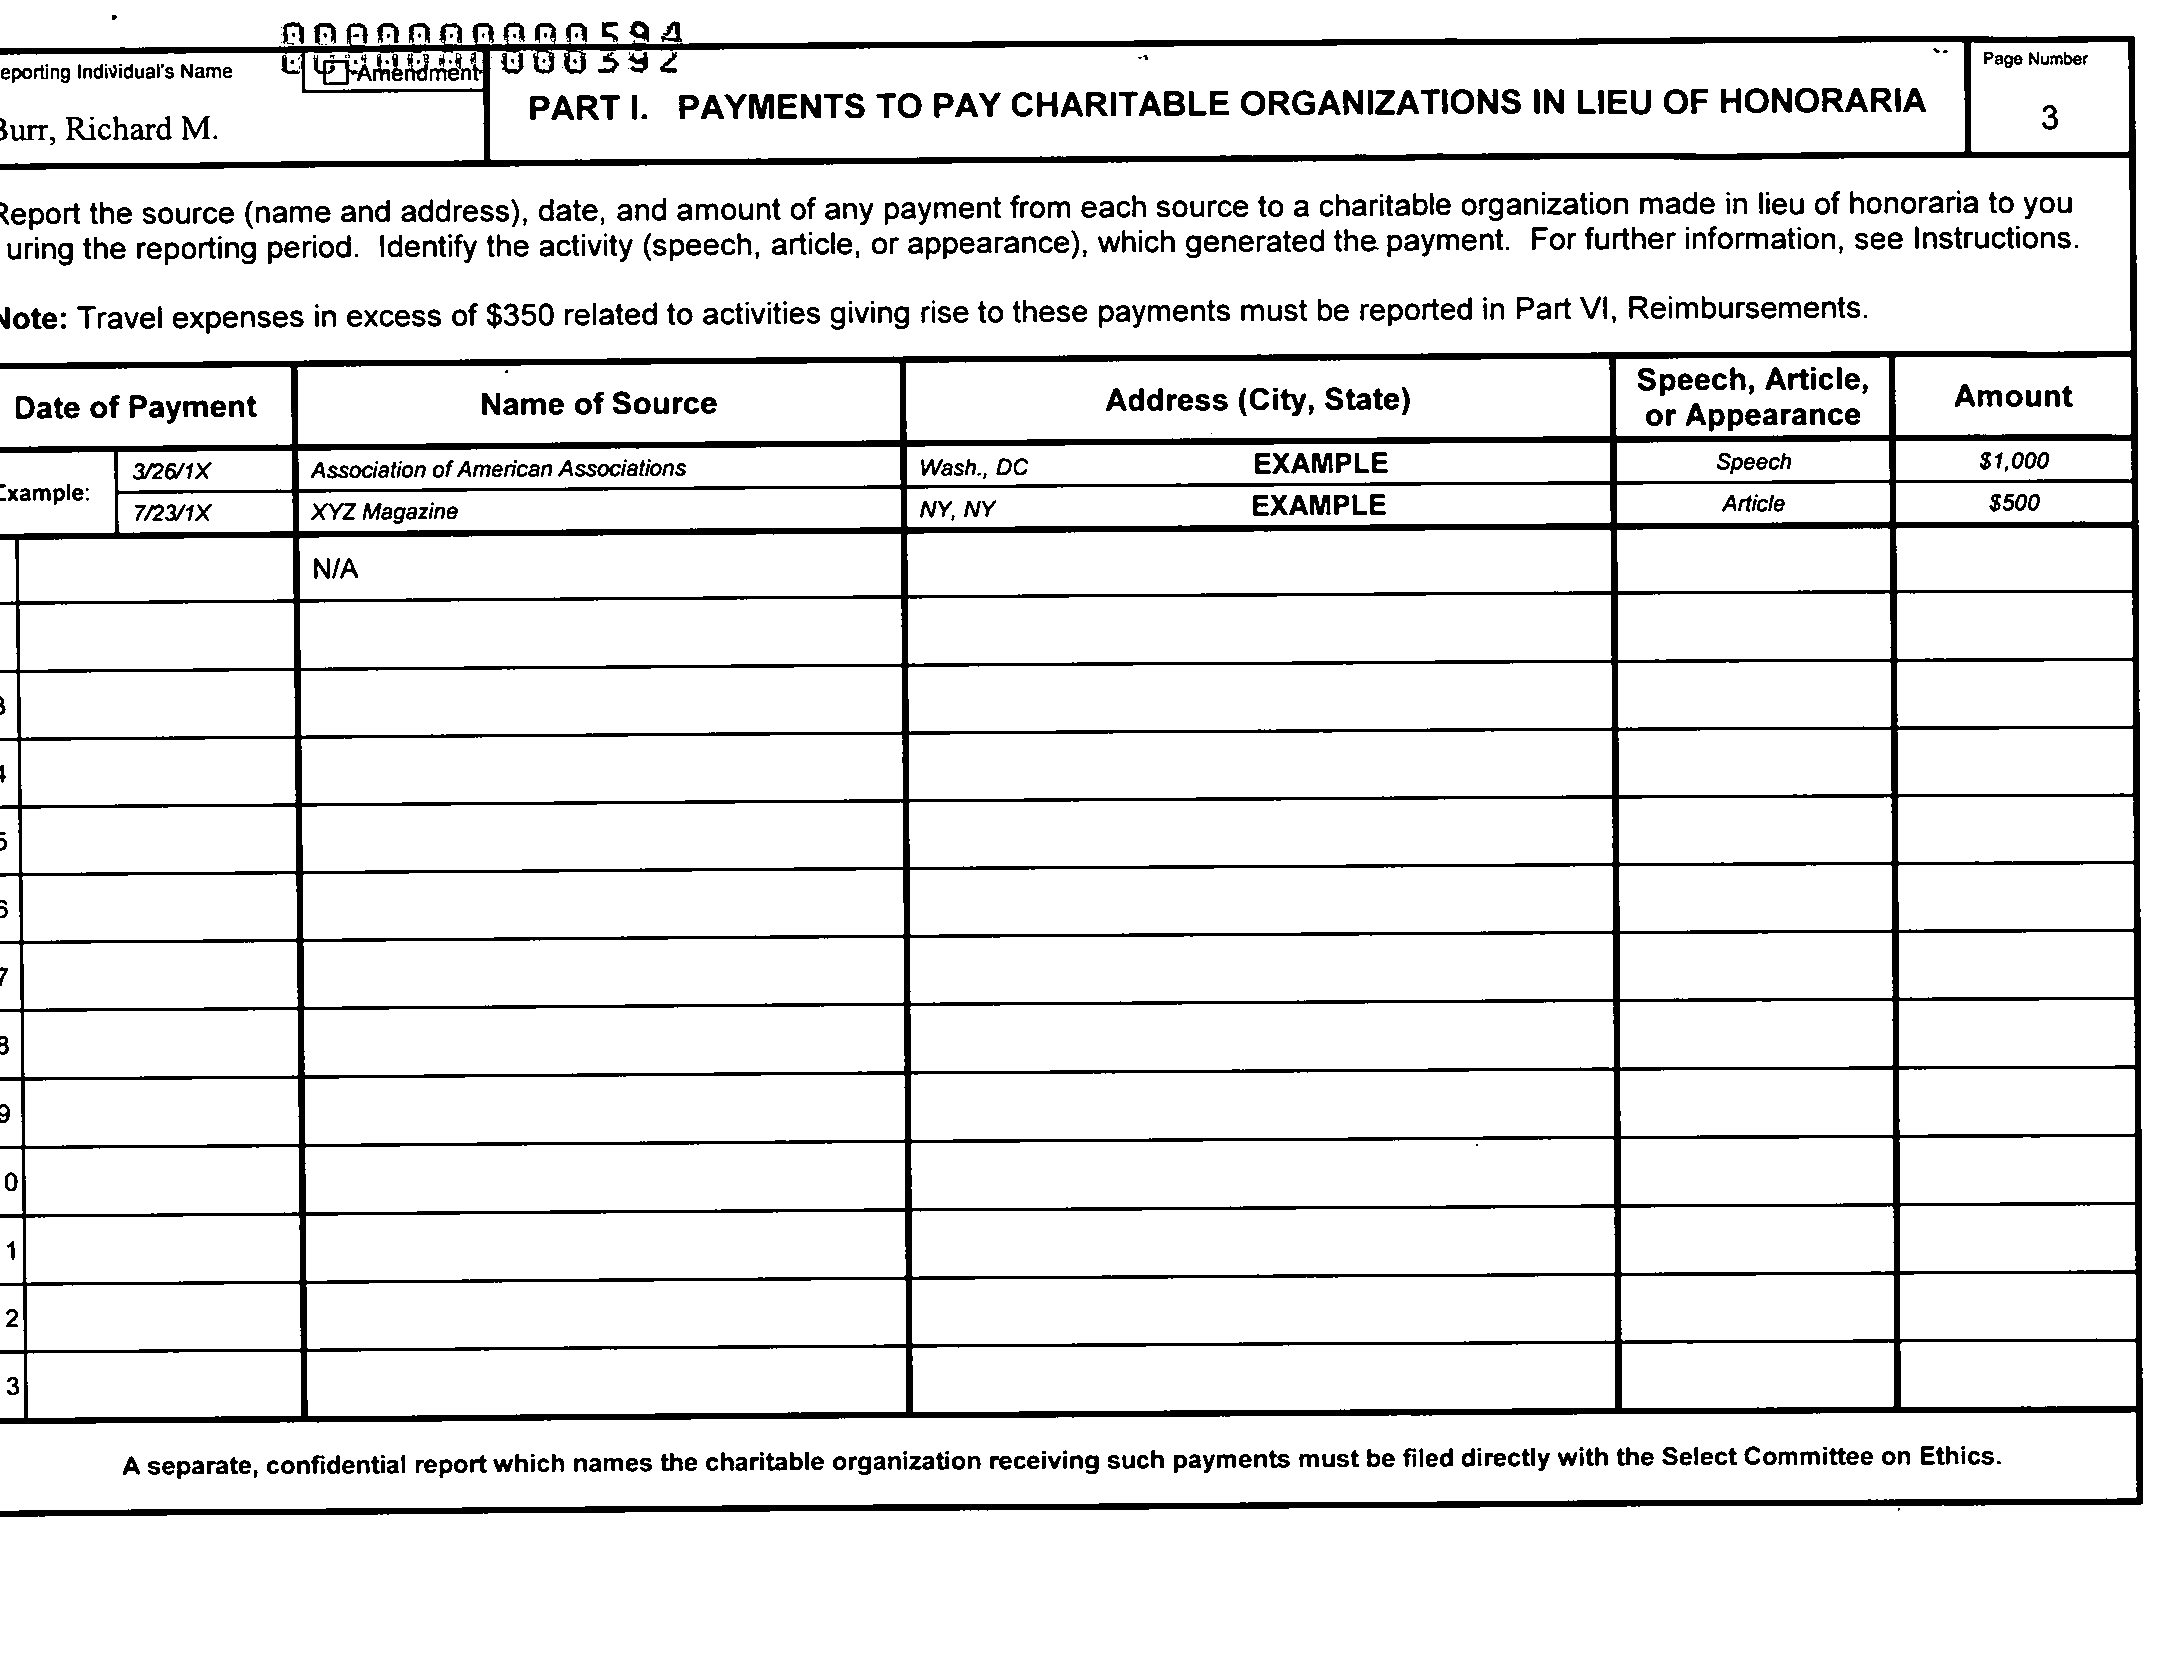 0000000000594
000392
eporting Individual's Name
Amendment
Burr, Richard M.
PART I. PAYMENTS TO PAY CHARITABLE ORGANIZATIONS IN LIEU OF HONORARIA
Page Number
3
Report the source (name and address), date, and amount of any payment from each source to a charitable organization made in lieu of honoraria to you
uring the reporting period. Identify the activity (speech, article, or appearance), which generated the payment. For further information, see Instructions.
Note: Travel expenses in excess of $350 related to activities giving rise to these payments must be reported in Part VI, Reimbursements.
Date of Payment Name of Source Address (City, State) Speech, Article, or Appearance Amount
Example: 3/26/1X Association of American Associations Wash., DC EXAMPLE Speech $1,000
7/23/1X XYZ Magazine NY, NY EXAMPLE Article $500
N/A
3
4
5
6
7
8
9
0
1
2
3
A separate, confidential report which names the charitable organization receiving such payments must be filed directly with the Select Committee on Ethics.